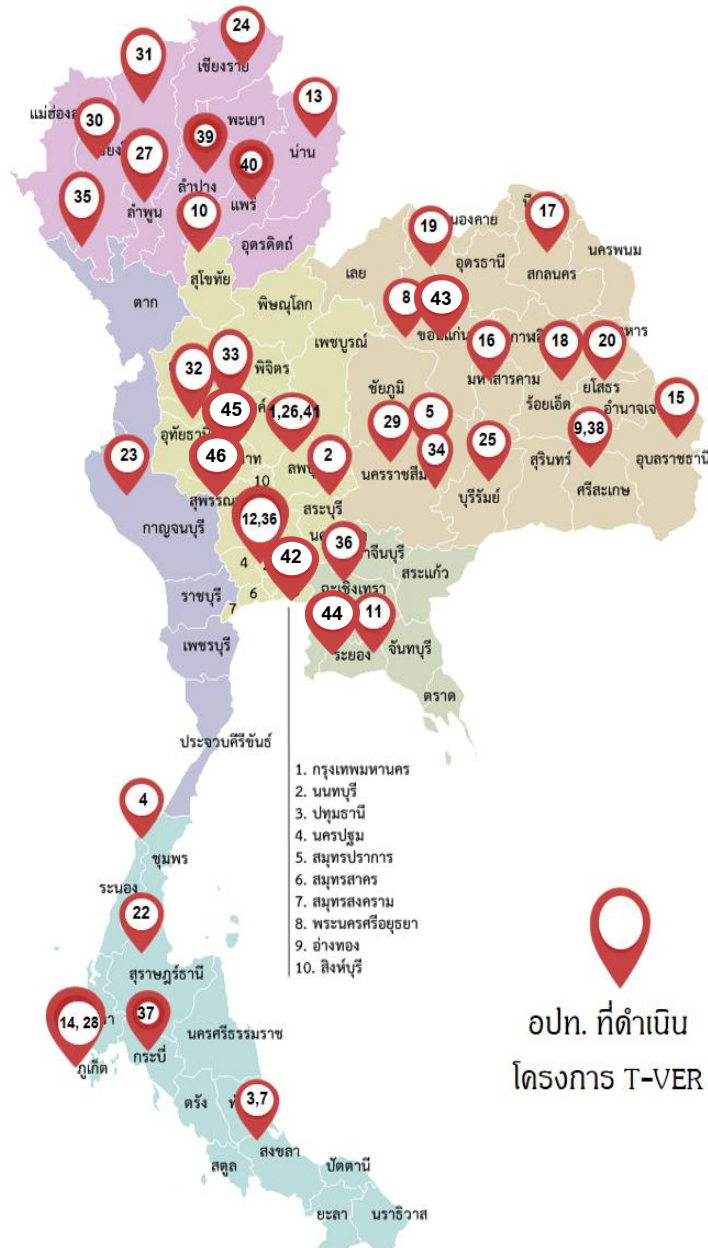 24
31
เชียงราย
13
แม่ฮ่อง
30
พะเยา
39
น่าน
27
40
ลำปาง
35
ลำพูน
10
แพร่
17
19
อุตรดิตถ์
นครพนม
สุโขทัย
เลย
อุดรธานี
สกลนคร
ตาก
พิษณุโลก
8
43
เพชรบูรณ์
16
18
20
33
32
พิจิตร
มหาสารคาม
ยโสธร
ชัยภูมิ
ร้อยเอ็ด
อำนาจเจ
15
45
1,26,41
29
5
อุทัยธานี
9,38
23
46
2
34
25
ลพบุ
นครราชสีม
สุรินทร์
อุบลราชธานี
10
บุรีรัมย์
สุพรรณ
สระบุรี
ศรีสะเกษ
12,36
กาญจนบุรี
36
42
าจีนบุรี
4
สระแก้ว
ฉะเชิงเทรา
ราชบุรี
6
7
44
11
เพชรบุรี
ระยอง
จันทบุรี
ตราด
ประจวบคีรีขันธ์
1. กรุงเทพมหานคร
2. นนทบุรี
3. ปทุมธานี
4. นครปฐม
5. สมุทรปราการ
6. สมุทรสาคร
7. สมุทรสงคราม
8. พระนครศรีอยุธยา
9. อ่างทอง
10. สิงห์บุรี
4
ชุมพร
ระนอง
22
สุราษฎร์ธานี
14, 28
37
นครศรีธรรมราช
กระบี่
ภูเก็ต
ตรัง
3,7
สงขลา
สตูล
ปัตตานี
ยะลา
นราธิวาส
อปท. ที่ดำเนิน
โครงการ T-VER